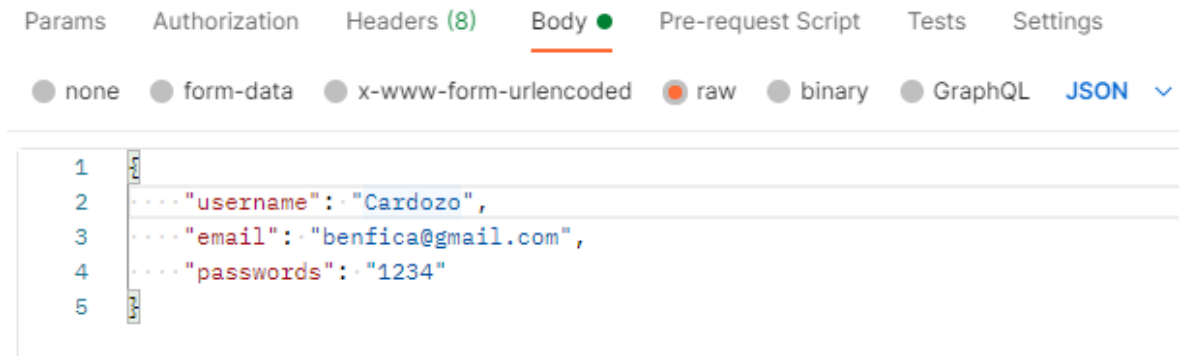 Params Authorization Headers (8) Body Pre-request Script Tests Settings
none form-data x-www-form-urlencoded raw binary GraphQL JSON
1 {
2 "username": "Cardozo",
3 "email": "benfica@gmail.com",
4 "passwords": "1234"
5 }